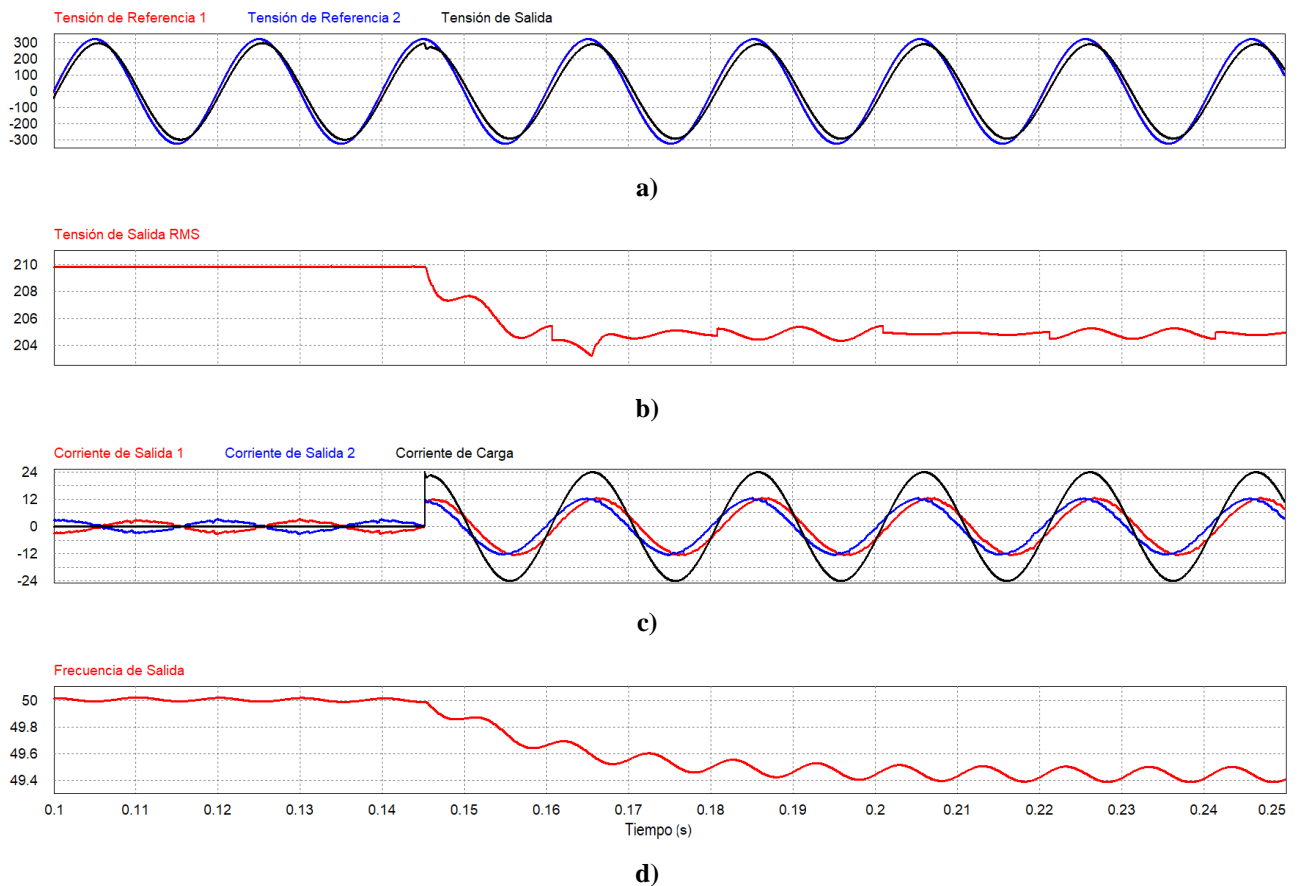 Tensión de Referencia 1 Tensión de Referencia 2 Tensión de Salida
300
200
100
0
-100
-200
-300
a)
Tensión de Salida RMS
210
208
206
204
b)
Corriente de Salida 1 Corriente de Salida 2 Corriente de Carga
24
12
0
-12
-24
c)
Frecuencia de Salida
50
49.8
49.6
49.4
0.1 0.11 0.12 0.13 0.14 0.15 0.16 0.17 0.18 0.19 0.2 0.21 0.22 0.23 0.24 0.25
Tiempo (s)
d)